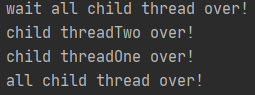 wait all child thread over!
child threadTwo over!
child threadOne over!
all child thread over!